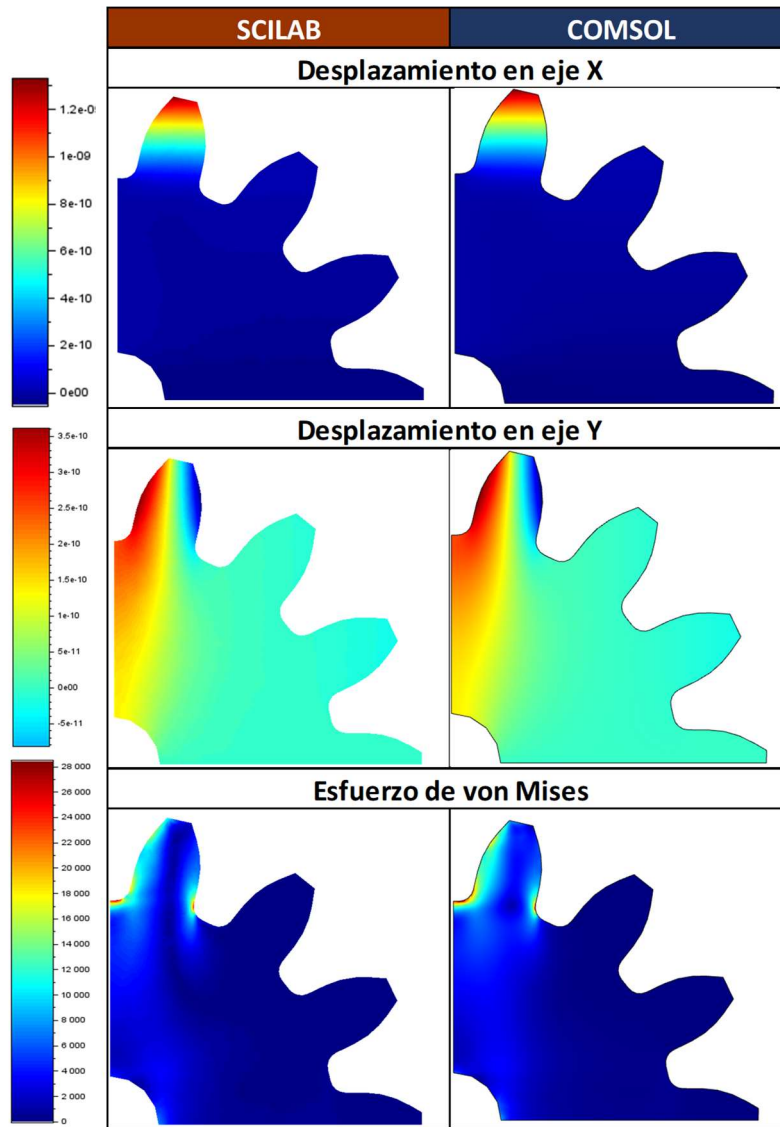 SCILAB
COMSOL
Desplazamiento en eje X
1.2e-0
1e-09
8e-10
6e-10
4e-10
2e-10
0e00
Desplazamiento en eje Y
3.5e-10
3e-10
2.5e-10
2e-10
1.5e-10
1e-10
5e-11
0e00
-5e-11
Esfuerzo de von Mises
28 000
26 000
24 000
22 000
20 000
18 000
16 000
14 000
12 000
10 000
8 000
6 000
4 000
2 000
0